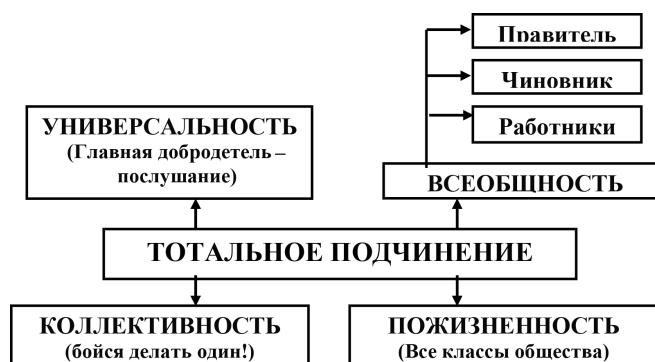 Правитель
Чиновник
Работники
УНИВЕРСАЛЬНОСТЬ
(Главная добродетель –
послушание)
ВСЕОБЩНОСТЬ
ТОТАЛЬНОЕ ПОДЧИНЕНИЕ
КОЛЛЕКТИВНОСТЬ
(бойся делать один!)
ПОЖИЗНЕННОСТЬ
(Все классы общества)